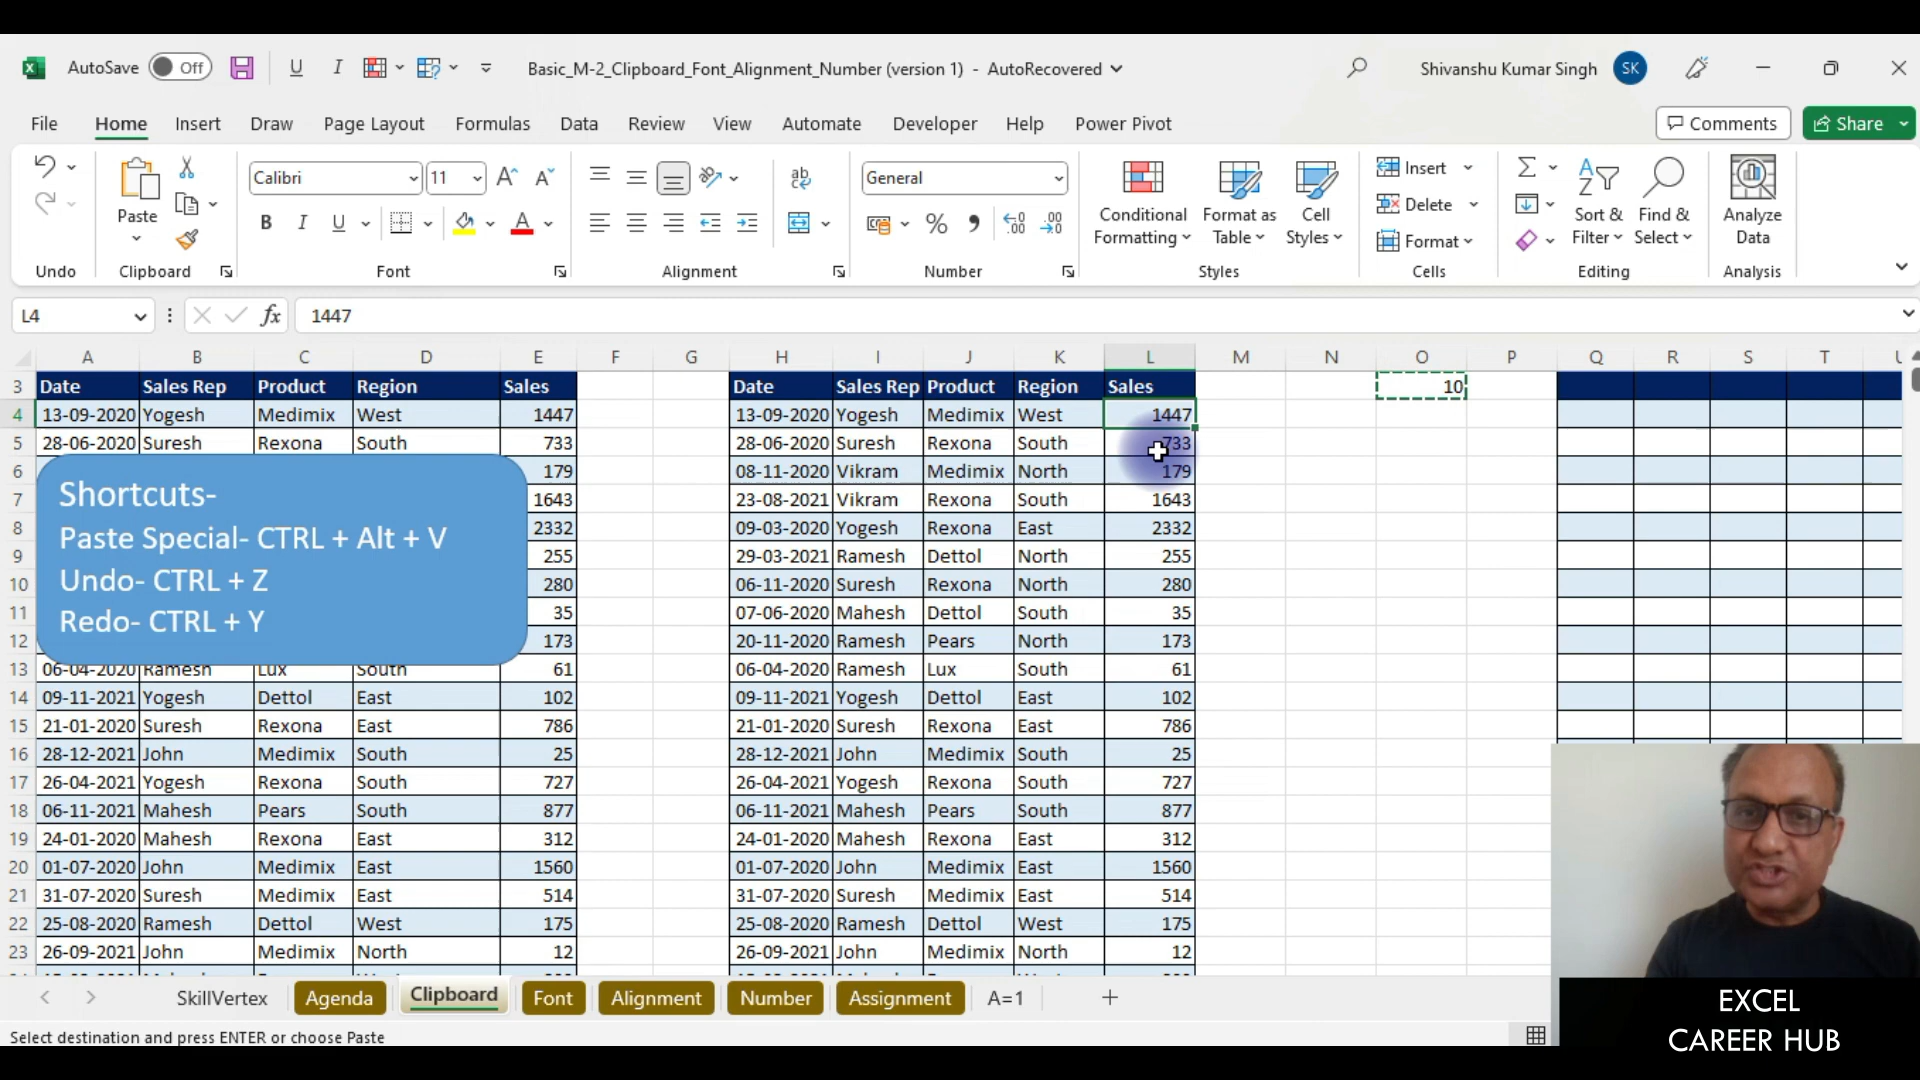 AutoSave Off U I Basic_M-2_Clipboard_Font_Alignment_Number (version 1) - AutoRecovered Shivanshu Kumar Singh SK
File Home Insert Draw Page Layout Formulas Data Review View Automate Developer Help Power Pivot Comments Share
Paste Calibri 11 General Conditional Formatting Format as Table Cell Styles Insert Delete Format Sort & Filter Find & Select Analyze Data
Undo Clipboard Font Alignment Number Styles Cells Editing Analysis
L4 fx 1447
A B C D E F G H I J K L M N O P Q R S T
3 Date Sales Rep Product Region Sales Date Sales Rep Product Region Sales 10
4 13-09-2020 Yogesh Medimix West 1447 13-09-2020 Yogesh Medimix West 1447
5 28-06-2020 Suresh Rexona South 733 28-06-2020 Suresh Rexona South 733
6 179 08-11-2020 Vikram Medimix North 179
7 1643 23-08-2021 Vikram Rexona South 1643
8 2332 09-03-2020 Yogesh Rexona East 2332
9 255 29-03-2021 Ramesh Dettol North 255
10 280 06-11-2020 Suresh Rexona North 280
11 35 07-06-2020 Mahesh Dettol South 35
12 173 20-11-2020 Ramesh Pears North 173
Shortcuts-
Paste Special- CTRL + Alt + V
Undo- CTRL + Z
Redo- CTRL + Y
13 06-04-2020 Ramesh Lux South 61 06-04-2020 Ramesh Lux South 61
14 09-11-2021 Yogesh Dettol East 102 09-11-2021 Yogesh Dettol East 102
15 21-01-2020 Suresh Rexona East 786 21-01-2020 Suresh Rexona East 786
16 28-12-2021 John Medimix South 25 28-12-2021 John Medimix South 25
17 26-04-2021 Yogesh Rexona South 727 26-04-2021 Yogesh Rexona South 727
18 06-11-2021 Mahesh Pears South 877 06-11-2021 Mahesh Pears South 877
19 24-01-2020 Mahesh Rexona East 312 24-01-2020 Mahesh Rexona East 312
20 01-07-2020 John Medimix East 1560 01-07-2020 John Medimix East 1560
21 31-07-2020 Suresh Medimix East 514 31-07-2020 Suresh Medimix East 514
22 25-08-2020 Ramesh Dettol West 175 25-08-2020 Ramesh Dettol West 175
23 26-09-2021 John Medimix North 12 26-09-2021 John Medimix North 12
SkillVertex Agenda Clipboard Font Alignment Number Assignment A=1
Select destination and press ENTER or choose Paste
EXCEL
CAREER HUB